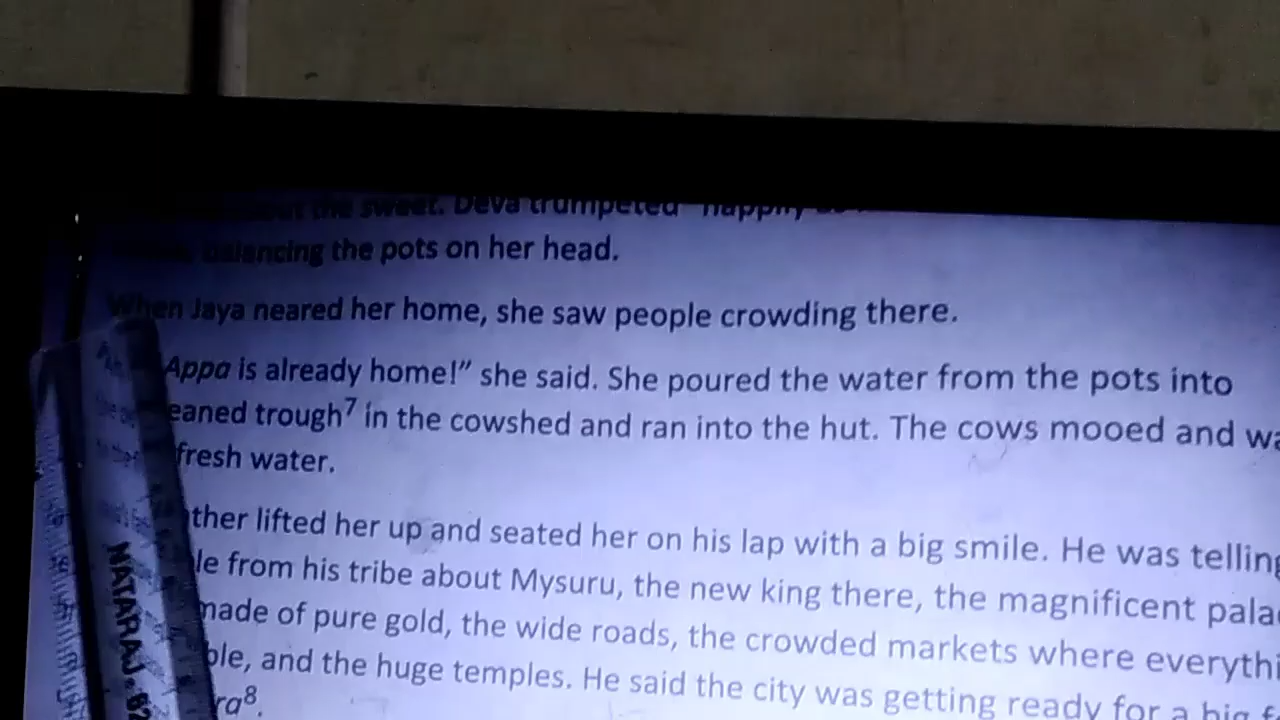 the sweet. Deva trumpeted happily
balancing the pots on her head.
When Jaya neared her home, she saw people crowding there.
Appa is already home!” she said. She poured the water from the pots into
eaned trough7 in the cowshed and ran into the hut. The cows mooed and
fresh water.
ther lifted her up and seated her on his lap with a big smile. He was telling
le from his tribe about Mysuru, the new king there, the magnificent pala
made of pure gold, the wide roads, the crowded markets where everythi
ble, and the huge temples. He said the city was getting ready for a big
ra8.
NATARAJ 62